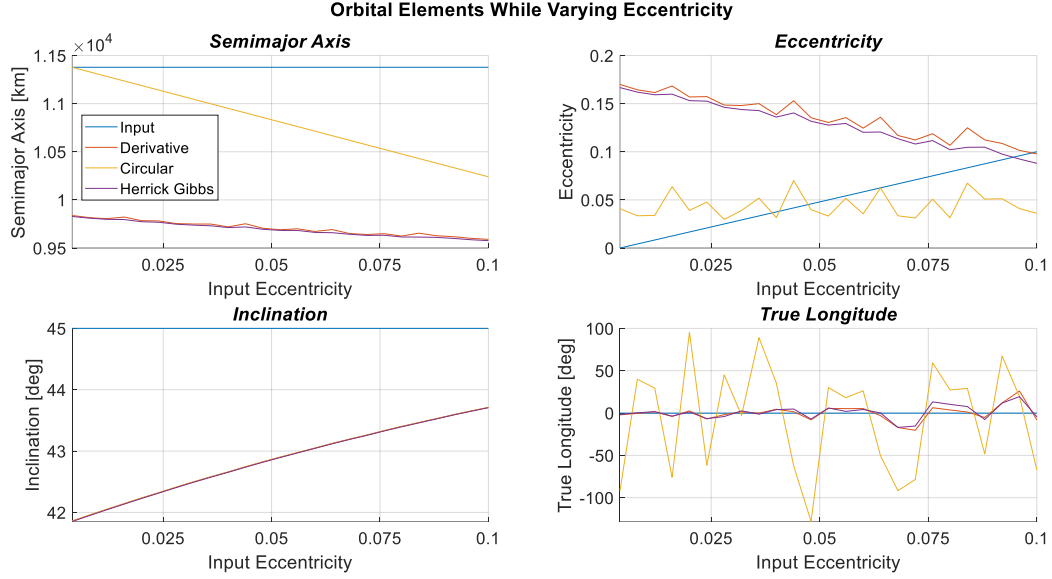 Orbital Elements While Varying Eccentricity
Semimajor Axis
×10⁴
Semimajor Axis [km]
1.15
1.1
1.05
1
0.95
Input
Derivative
Circular
Herrick Gibbs
0.025 0.05 0.075 0.1
Input Eccentricity
Eccentricity
Eccentricity
0.2
0.15
0.1
0.05
0
0.025 0.05 0.075 0.1
Input Eccentricity
Inclination
Inclination [deg]
45
44
43
42
0.025 0.05 0.075 0.1
Input Eccentricity
True Longitude
True Longitude [deg]
100
50
0
-50
-100
0.025 0.05 0.075 0.1
Input Eccentricity